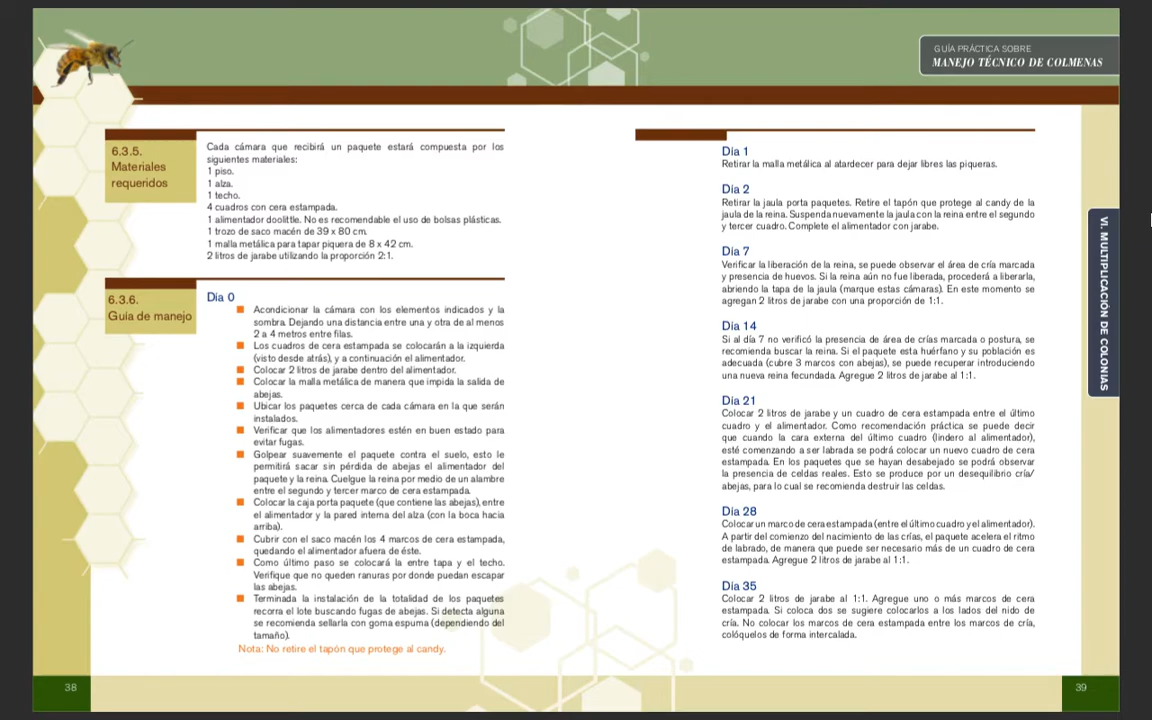 GUÍA PRÁCTICA SOBRE
MANEJO TÉCNICO DE COLMENAS
6.3.5.
Materiales
requeridos
Cada cámara que recibirá un paquete estará compuesta por los
siguientes materiales:
1 piso.
1 alza.
1 techo.
4 cuadros con cera estampada.
1 alimentador doolittle. No es recomendable el uso de bolsas plásticas.
1 trozo de saco macén de 39 x 80 cm.
1 malla metálica para tapar piquera de 8 x 42 cm.
2 litros de jarabe utilizando la proporción 2:1.
6.3.6.
Guía de manejo
Día 0
Acondicionar la cámara con los elementos indicados y la
sombra. Dejando una distancia entre una y otra de al menos
2 a 4 metros entre filas.
Los cuadros de cera estampada se colocarán a la izquierda
(visto desde atrás), y a continuación el alimentador.
Colocar 2 litros de jarabe dentro del alimentador.
Colocar la malla metálica de manera que impida la salida de
abejas.
Ubicar los paquetes cerca de cada cámara en la que serán
instalados.
Verificar que los alimentadores estén en buen estado para
evitar fugas.
Golpear suavemente el paquete contra el suelo, esto le
permitirá sacar sin pérdida de abejas el alimentador del
paquete y la reina. Cuelgue la reina por medio de un alambre
entre el segundo y tercer marco de cera estampada.
Colocar la caja porta paquete (que contiene las abejas), entre
el alimentador y la pared interna del alza (con la boca hacia
arriba).
Cubrir con el saco macén los 4 marcos de cera estampada,
quedando el alimentador afuera de éste.
Como último paso se colocará la entre tapa y el techo.
Verifique que no queden ranuras por donde puedan escapar
las abejas.
Terminada la instalación de la totalidad de los paquetes
recorra el lote buscando fugas de abejas. Si detecta alguna
se recomienda sellarla con goma espuma (dependiendo del
tamaño).
Nota: No retire el tapón que protege al candy.
38
Día 1
Retirar la malla metálica al atardecer para dejar libres las piqueras.
Día 2
Retirar la jaula porta paquetes. Retire el tapón que protege al candy de la
jaula de la reina. Suspenda nuevamente la jaula con la reina entre el segundo
y tercer cuadro. Complete el alimentador con jarabe.
Día 7
Verificar la liberación de la reina, se puede observar el área de cría marcada
y presencia de huevos. Si la reina aún no fue liberada, procederá a liberarla,
abriendo la tapa de la jaula (marque estas cámaras). En este momento se
agregan 2 litros de jarabe con una proporción de 1:1.
Día 14
Si al día 7 no verificó la presencia de área de crías marcada o postura, se
recomienda buscar la reina. Si el paquete esta huérfano y su población es
adecuada (cubre 3 marcos con abejas), se puede recuperar introduciendo
una nueva reina fecundada. Agregue 2 litros de jarabe al 1:1.
Día 21
Colocar 2 litros de jarabe y un cuadro de cera estampada entre el último
cuadro y el alimentador. Como recomendación práctica se puede decir
que cuando la cara externa del último cuadro (lindero al alimentador),
esté comenzando a ser labrada se podrá colocar un nuevo cuadro de cera
estampada. En los paquetes que se hayan desabejado se podrá observar
la presencia de celdas reales. Esto se produce por un desequilibrio cría/
abejas, para lo cual se recomienda destruir las celdas.
Día 28
Colocar un marco de cera estampada (entre el último cuadro y el alimentador).
A partir del comienzo del nacimiento de las crías, el paquete acelera el ritmo
de labrado, de manera que puede ser necesario más de un cuadro de cera
estampada. Agregue 2 litros de jarabe al 1:1.
Día 35
Colocar 2 litros de jarabe al 1:1. Agregue uno o más marcos de cera
estampada. Si coloca dos se sugiere colocarlos a los lados del nido de
cría. No colocar los marcos de cera estampada entre los marcos de cría,
colóquelos de forma intercalada.
VI. MULTIPLICACIÓN DE COLONIAS
39